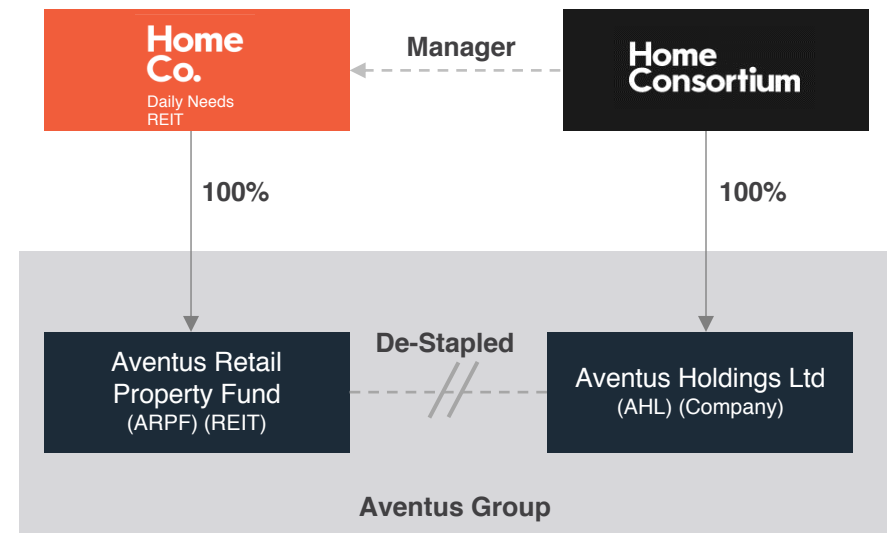 Home
Co.
Daily Needs
REIT
Manager
Home
Consortium
100%
100%
De-Stapled
Aventus Retail
Property Fund
(ARPF) (REIT)
Aventus Holdings Ltd
(AHL) (Company)
Aventus Group